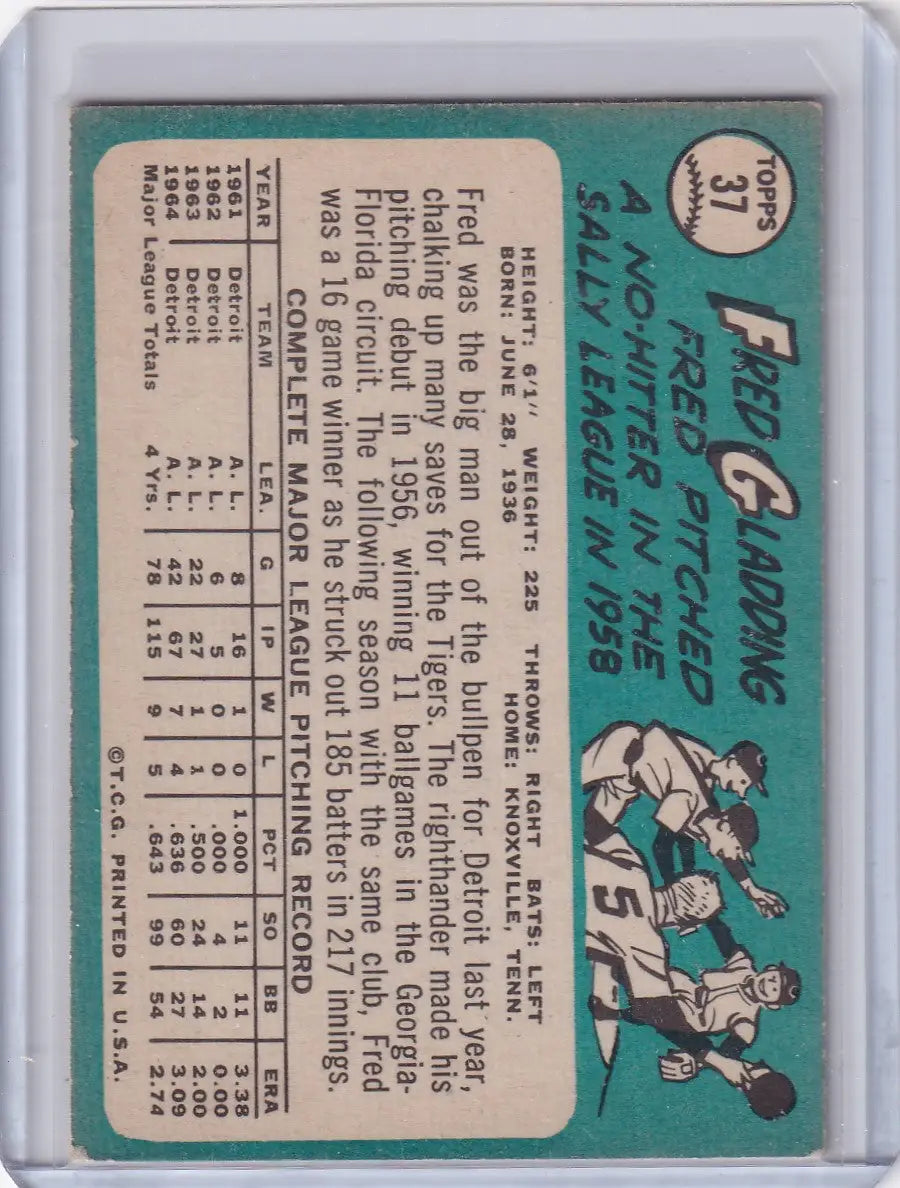 TOPPS
37
FRED GLADDING
FRED PITCHED
A NO-HITTER IN THE
SALLY LEAGUE IN 1958
5
HEIGHT: 6'1" WEIGHT: 225 THROWS: RIGHT BATS: LEFT
BORN: JUNE 28, 1936 HOME: KNOXVILLE, TENN.
Fred was the big man out of the bullpen for Detroit last year,
chalking up many saves for the Tigers. The righthander made his
pitching debut in 1956, winning 11 ballgames in the Georgia-
Florida circuit. The following season with the same club, Fred
was a 16 game winner as he struck out 185 batters in 217 innings.
COMPLETE MAJOR LEAGUE PITCHING RECORD
YEAR TEAM LEA. G IP W L PCT SO BB ERA
1961 Detroit A. L. 8 16 1 0 1.000 11 11 3.38
1962 Detroit A. L. 6 5 0 0 .000 4 2 0.00
1963 Detroit A. L. 22 27 1 1 .500 24 14 2.00
1964 Detroit A. L. 42 67 7 4 .636 60 27 3.09
Major League Totals 4 Yrs. 78 115 9 5 .643 99 54 2.74
©T.C.G. PRINTED IN U.S.A.